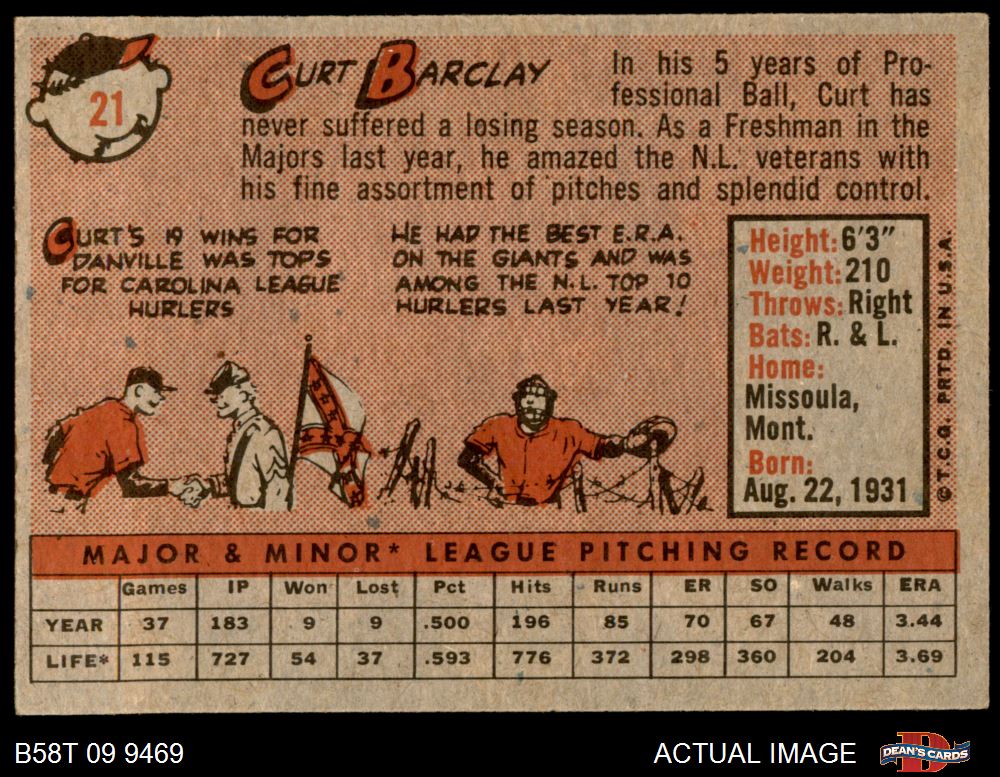 21
CURT BARCLAY
In his 5 years of Pro-
fessional Ball, Curt has
never suffered a losing season. As a Freshman in the
Majors last year, he amazed the N.L. veterans with
his fine assortment of pitches and splendid control.
CURT'S 19 WINS FOR
DANVILLE WAS TOPS
FOR CAROLINA LEAGUE
HURLERS
HE HAD THE BEST E.R.A.
ON THE GIANTS AND WAS
AMONG THE N.L. TOP 10
HURLERS LAST YEAR!
Height: 6'3"
Weight: 210
Throws: Right
Bats: R. & L.
Home:
Missoula,
Mont.
Born:
Aug. 22, 1931
© T.C.G. PRTD. IN U.S.A.
MAJOR & MINOR* LEAGUE PITCHING RECORD
Games IP Won Lost Pct Hits Runs ER SO Walks ERA
YEAR 37 183 9 9 .500 196 85 70 67 48 3.44
LIFE* 115 727 54 37 .593 776 372 298 360 204 3.69
B58T 09 9469
ACTUAL IMAGE
DEAN'S CARDS